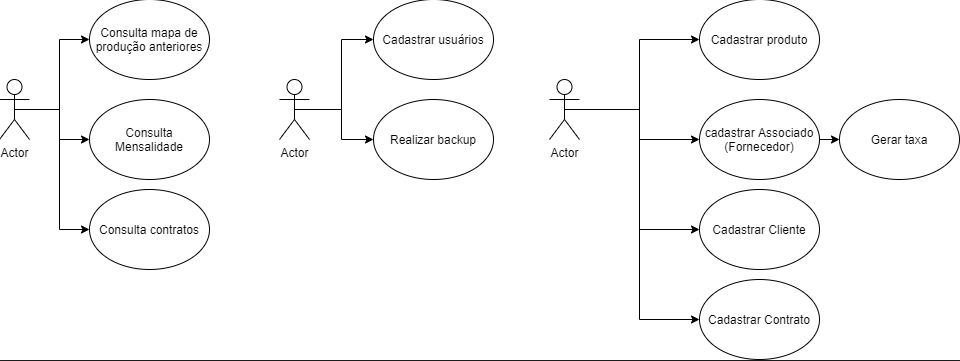 Consulta mapa de
produção anteriores
Consulta
Mensalidade
Consulta contratos
Actor
Cadastrar usuários
Realizar backup
Actor
Cadastrar produto
cadastrar Associado
(Fornecedor)
Gerar taxa
Cadastrar Cliente
Cadastrar Contrato
Actor